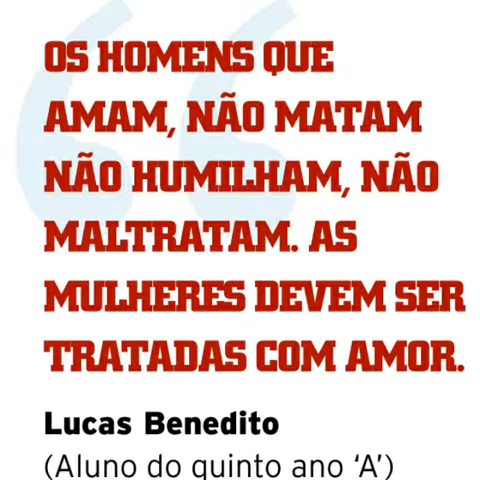 OS HOMENS QUE
AMAM, NÃO MATAM
NÃO HUMILHAM, NÃO
MALTRATAM. AS
MULHERES DEVEM SER
TRATADAS COM AMOR.
Lucas Benedito
(Aluno do quinto ano ‘A’)